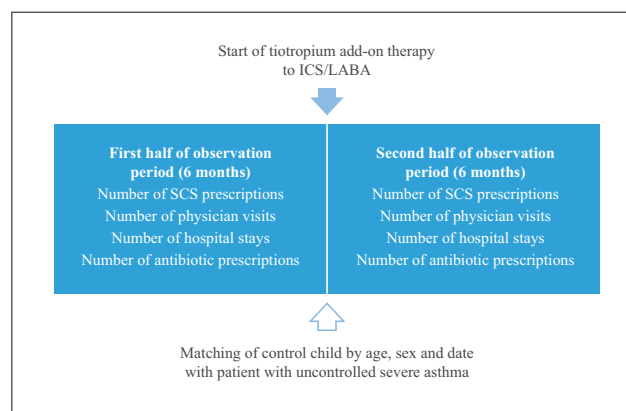 Start of tiotropium add-on therapy
to ICS/LABA
First half of observation
period (6 months)
Number of SCS prescriptions
Number of physician visits
Number of hospital stays
Number of antibiotic prescriptions
Second half of observation
period (6 months)
Number of SCS prescriptions
Number of physician visits
Number of hospital stays
Number of antibiotic prescriptions
Matching of control child by age, sex and date
with patient with uncontrolled severe asthma